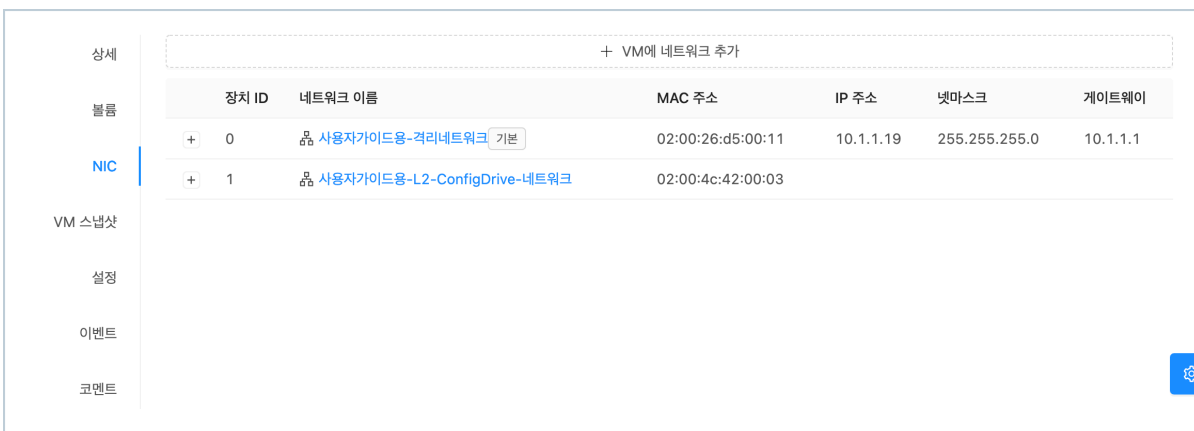 상세
볼륨
NIC
VM 스냅샷
설정
이벤트
코멘트
+ VM에 네트워크 추가
장치 ID 네트워크 이름 MAC 주소 IP 주소 넷마스크 게이트웨이
+ 0 사용자가이드용-격리네트워크 기본 02:00:26:d5:00:11 10.1.1.19 255.255.255.0 10.1.1.1
+ 1 사용자가이드용-L2-ConfigDrive-네트워크 02:00:4c:42:00:03